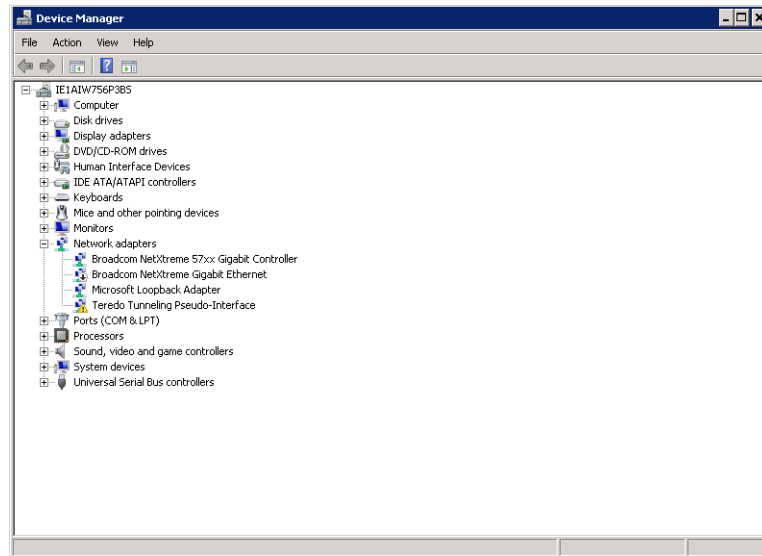 Device Manager
File Action View Help
IE1AIW756P3BS
Computer
Disk drives
Display adapters
DVD/CD-ROM drives
Human Interface Devices
IDE ATA/ATAPI controllers
Keyboards
Mice and other pointing devices
Monitors
Network adapters
Broadcom NetXtreme 57xx Gigabit Controller
Broadcom NetXtreme Gigabit Ethernet
Microsoft Loopback Adapter
Teredo Tunneling Pseudo-Interface
Ports (COM & LPT)
Processors
Sound, video and game controllers
System devices
Universal Serial Bus controllers